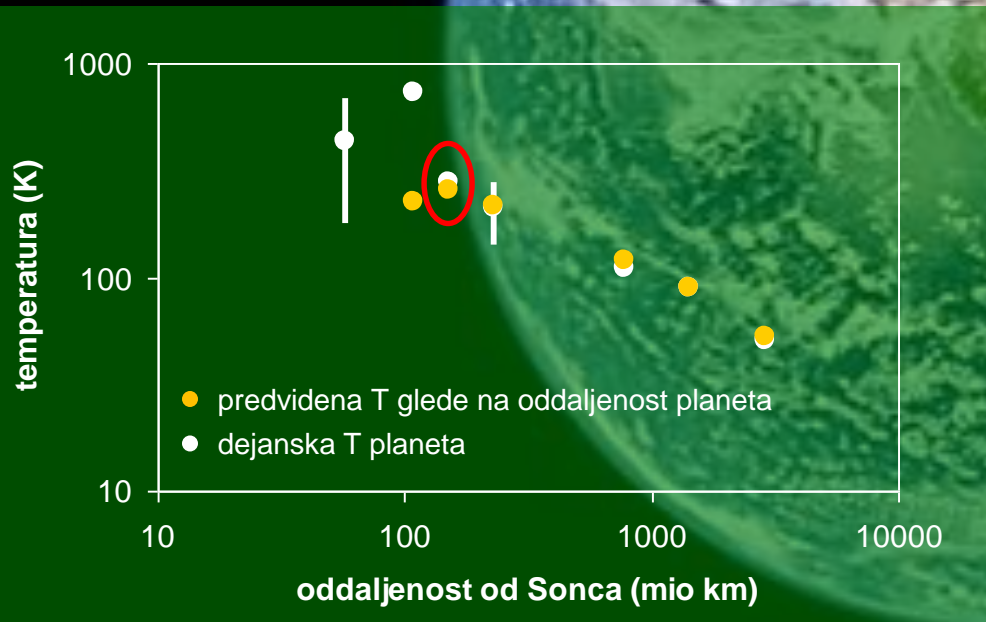 1000
100
10
temperatura (K)
predvidena T glede na oddaljenost planeta
dejanska T planeta
10
100
1000
10000
oddaljenost od Sonca (mio km)